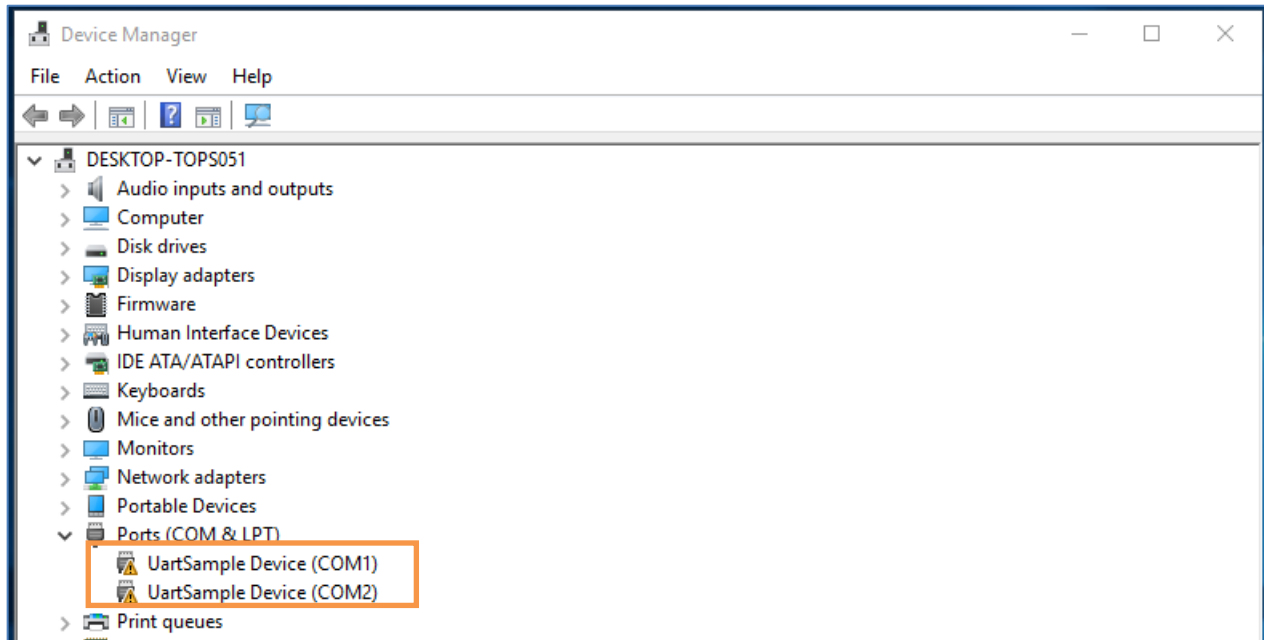 Device Manager
File Action View Help
?
DESKTOP-TOPS051
Audio inputs and outputs
Computer
Disk drives
Display adapters
Firmware
Human Interface Devices
IDE ATA/ATAPI controllers
Keyboards
Mice and other pointing devices
Monitors
Network adapters
Portable Devices
Ports (COM & LPT)
UartSample Device (COM1)
UartSample Device (COM2)
Print queues